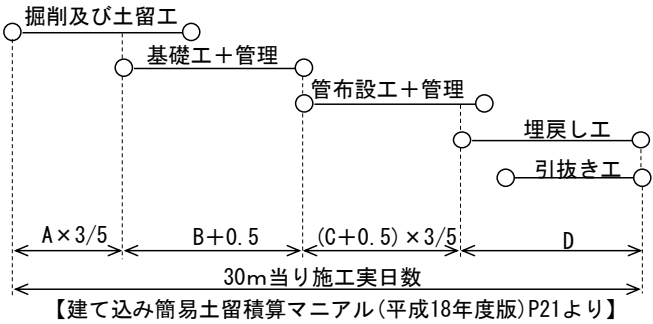 掘削及び土留工
基礎工＋管理
管布設工＋管理
埋戻し工
引抜き工
A×3/5
B＋0.5
(C＋0.5)×3/5
D
30ｍ当り施工実日数
【建て込み簡易土留積算マニアル(平成18年度版)P21より】